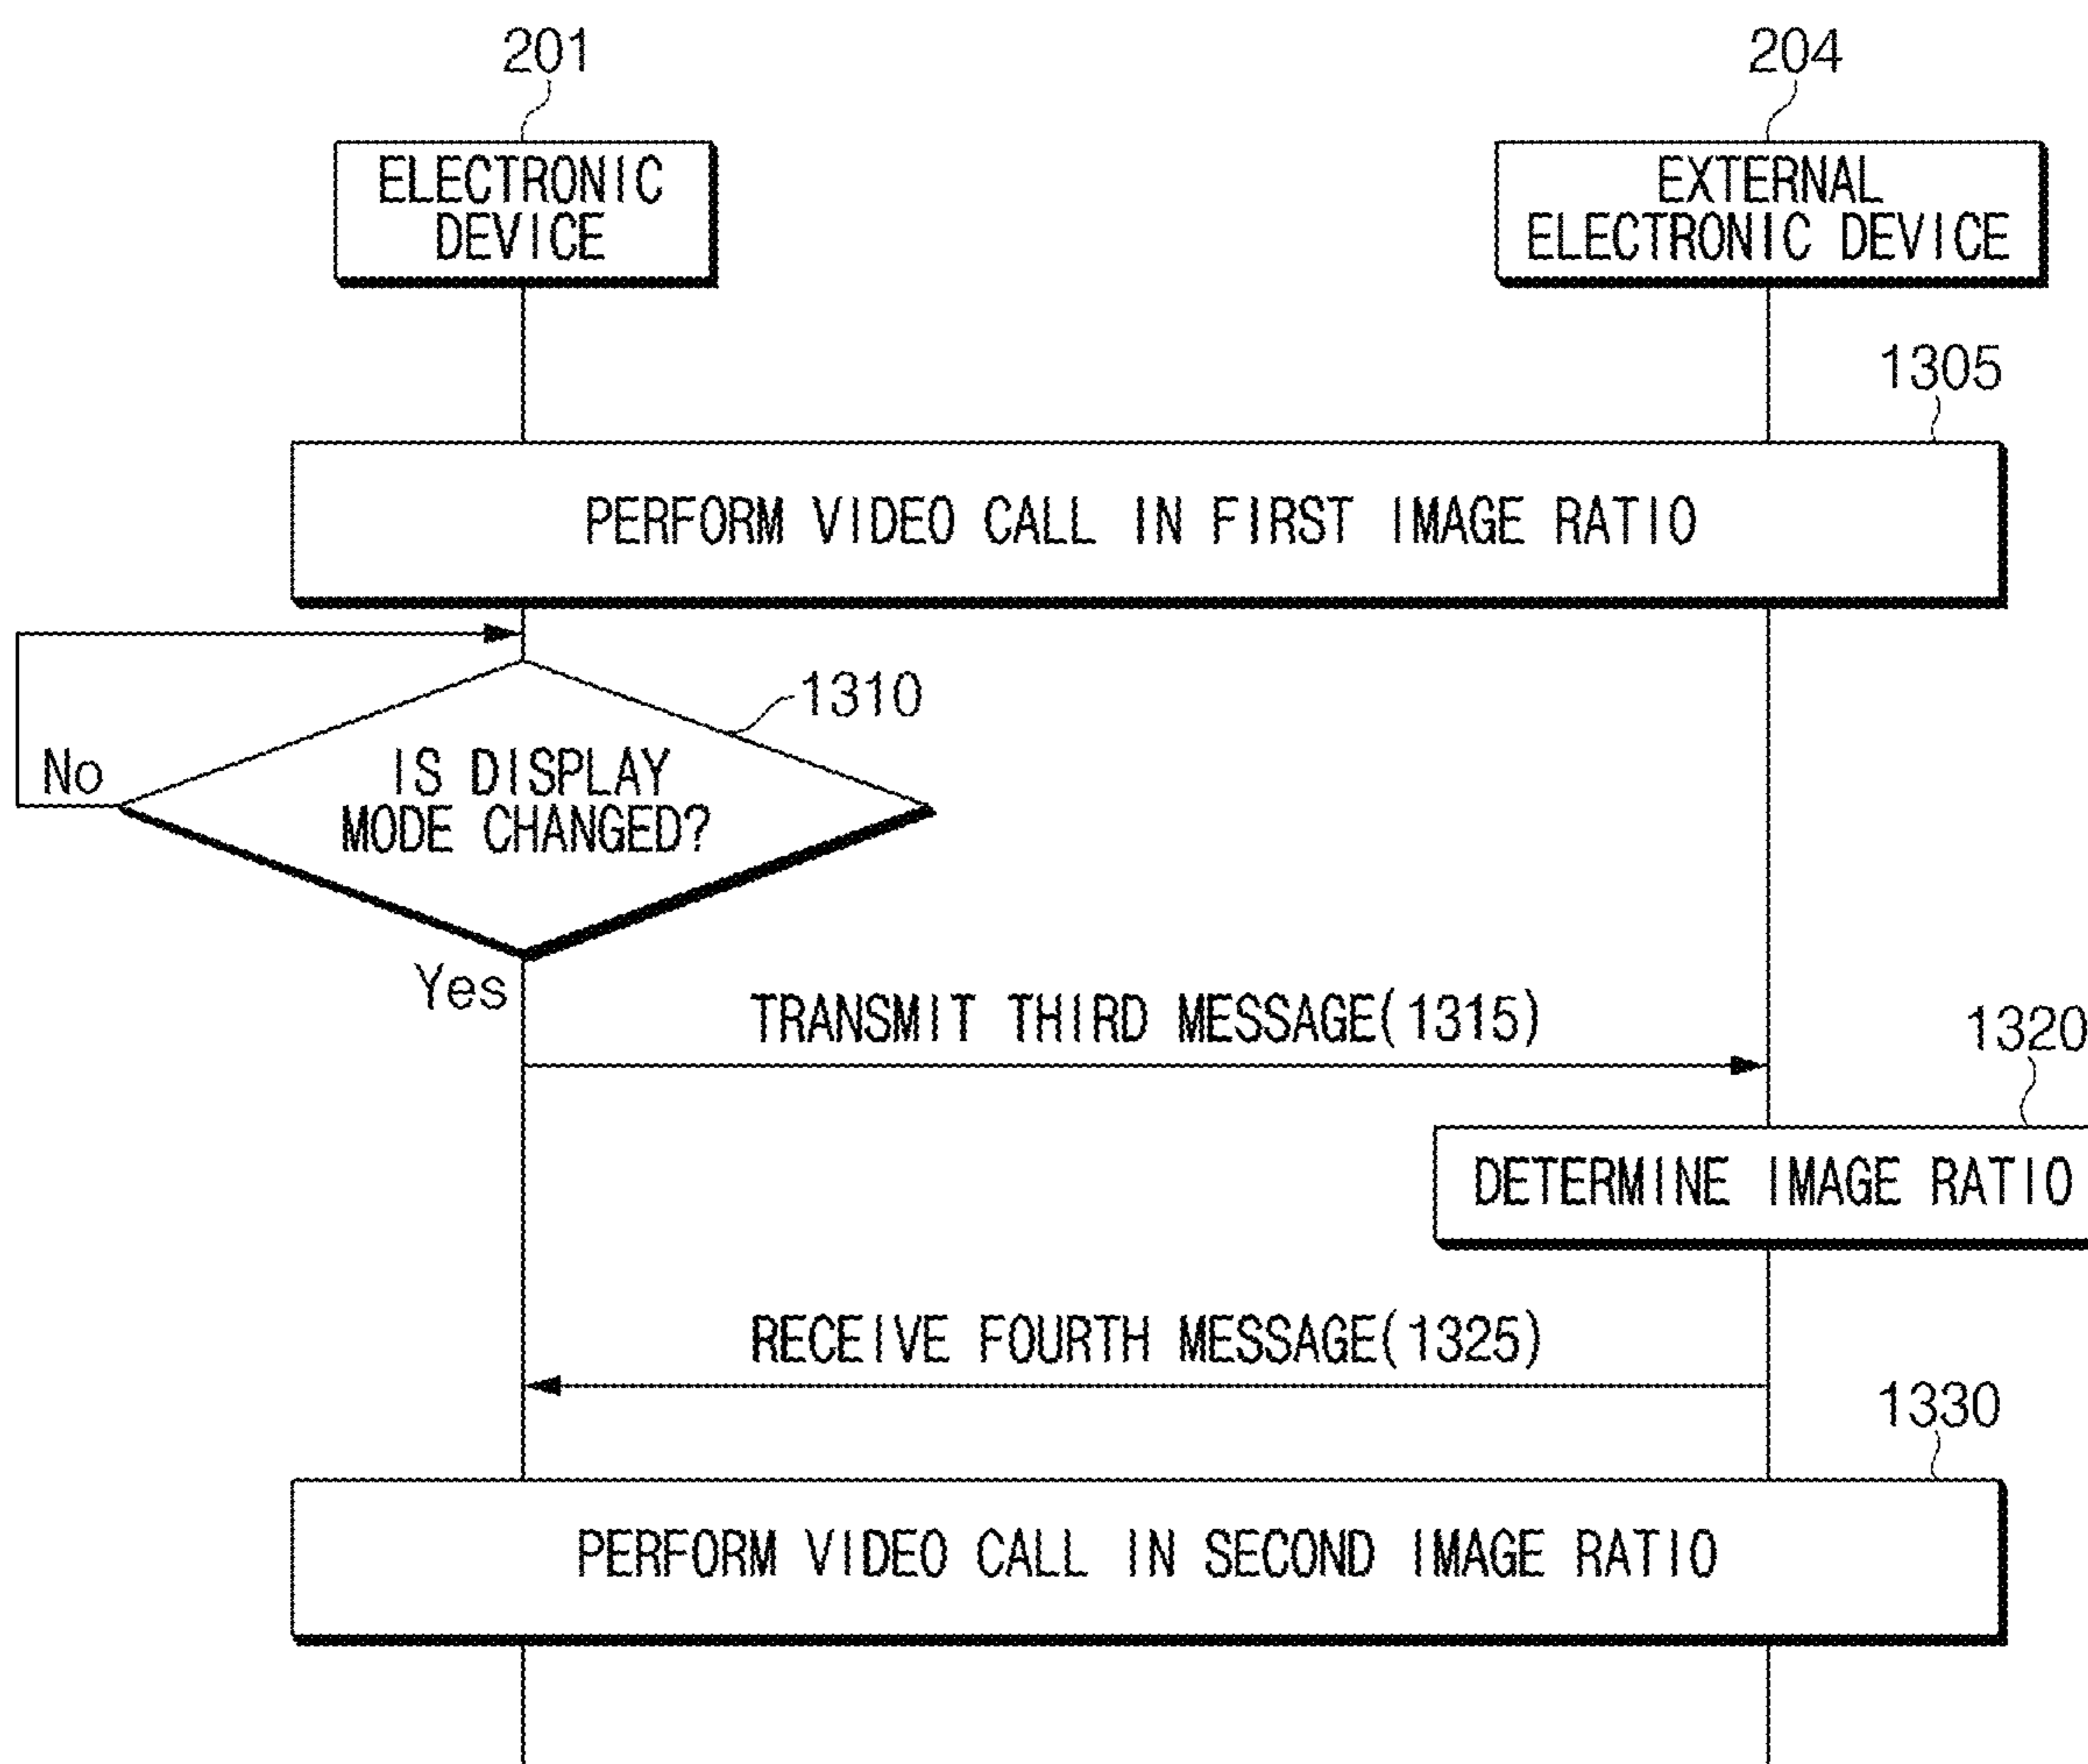 201
204
ELECTRONIC
DEVICE
EXTERNAL
ELECTRONIC DEVICE
1305
PERFORM VIDEO CALL IN FIRST IMAGE RATIO
1310
No
IS DISPLAY
MODE CHANGED?
Yes
TRANSMIT THIRD MESSAGE(1315)
1320
DETERMINE IMAGE RATIO
RECEIVE FOURTH MESSAGE(1325)
1330
PERFORM VIDEO CALL IN SECOND IMAGE RATIO